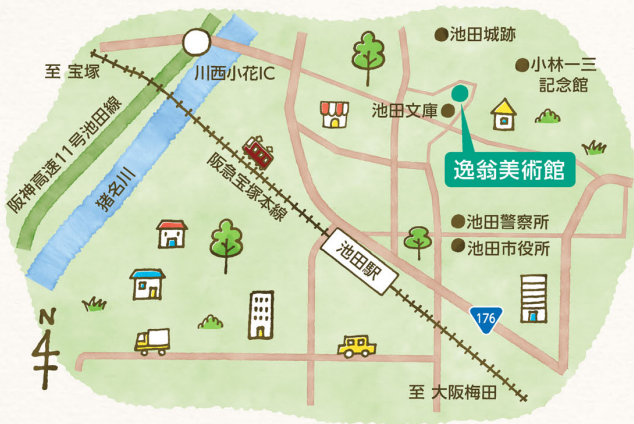 池田城跡
至 宝塚
川西小花IC
小林一三
記念館
池田文庫
阪神高速11号池田線
猪名川
阪急宝塚本線
逸翁美術館
池田警察所
池田市役所
池田駅
176
N
至 大阪梅田